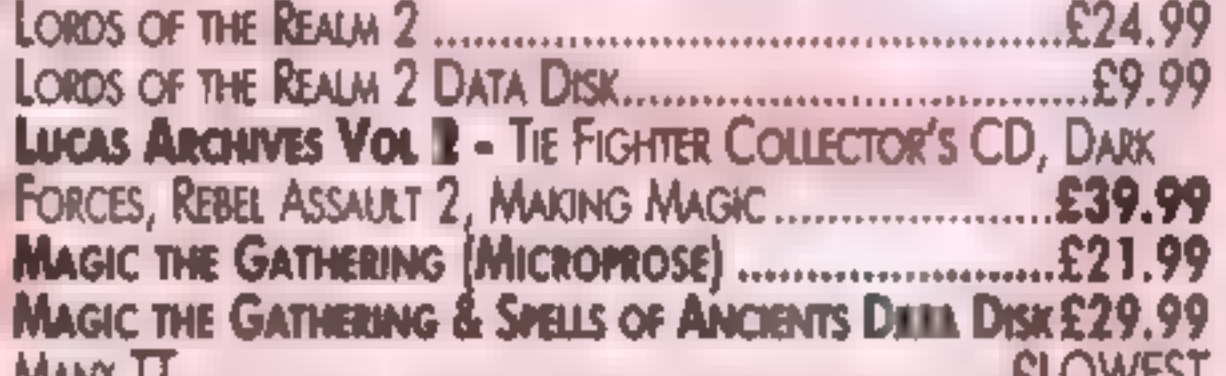 Lords of the Realm 2 ........ £24.99
Lords of the Realm 2 Data Disk........ £9.99
Lucas Archives Vol - Tie Fighter Collector's CD, Dark
Forces, Rebel Assault 2, Making Magic ........ £39.99
Magic the Gathering (Microprose) ........ £21.99
Magic the Gathering & Spells of Ancients Disk £29.99
Manx TT